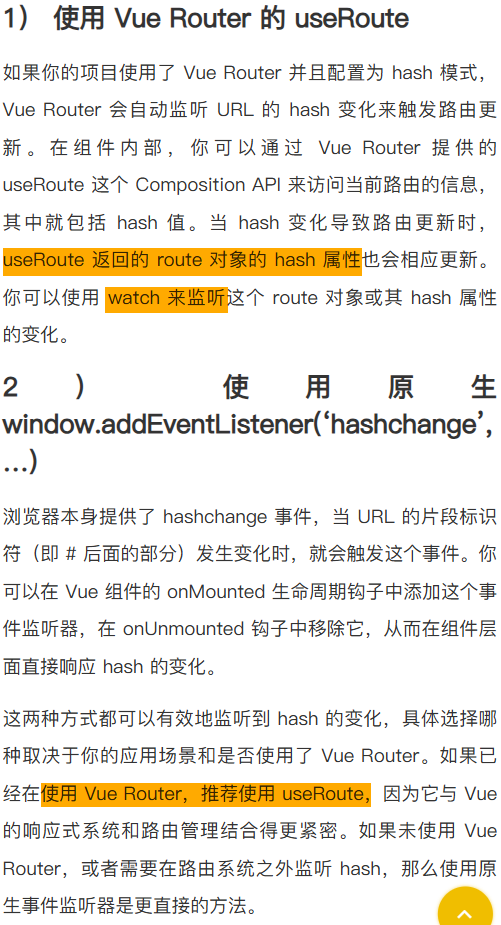 1） 使用 Vue Router 的 useRoute
如果你的项目使用了 Vue Router 并且配置为 hash 模式，
Vue Router 会自动监听 URL 的 hash 变化来触发路由更
新。在组件内部，你可以通过 Vue Router 提供的
useRoute 这个 Composition API 来访问当前路由的信息，
其中就包括 hash 值。当 hash 变化导致路由更新时，
useRoute 返回的 route 对象的 hash 属性也会相应更新。
你可以使用 watch 来监听这个 route 对象或其 hash 属性
的变化。
2） 使用原生
window.addEventListener(‘hashchange’,
…)
浏览器本身提供了 hashchange 事件，当 URL 的片段标识
符（即 # 后面的部分）发生变化时，就会触发这个事件。你
可以在 Vue 组件的 onMounted 生命周期钩子中添加这个事
件监听器，在 onUnmounted 钩子中移除它，从而在组件层
面直接响应 hash 的变化。
这两种方式都可以有效地监听到 hash 的变化，具体选择哪
种取决于你的应用场景和是否使用了 Vue Router。如果已
经在使用 Vue Router，推荐使用 useRoute，因为它与 Vue
的响应式系统和路由管理结合得更紧密。如果未使用 Vue
Router，或者需要在路由系统之外监听 hash，那么使用原
生事件监听器是更直接的方法。